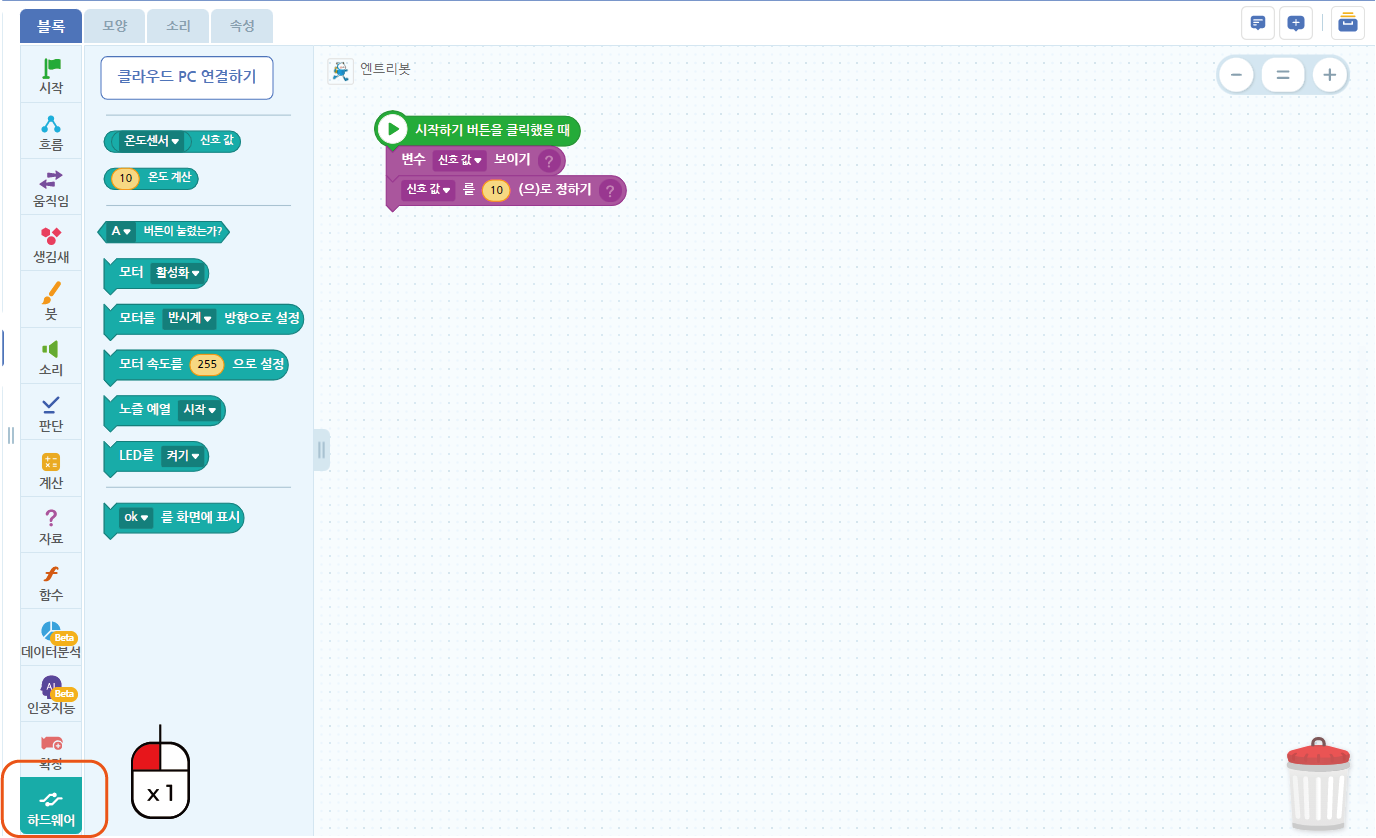 블록 모양 소리 속성
시작
흐름
움직임
생김새
붓
소리
판단
계산
자료
함수
Beta
데이터분석
AI Beta
인공지능
확장
하드웨어
클라우드 PC 연결하기
온도센서 신호 값
10 온도 계산
A 버튼이 눌렸는가?
모터 활성화
모터를 반시계 방향으로 설정
모터 속도를 255 으로 설정
노즐 예열 시작
LED를 켜기
ok 를 화면에 표시
x 1
엔트리봇
시작하기 버튼을 클릭했을 때
변수 신호 값 보이기 ?
신호 값 를 10 (으)로 정하기 ?